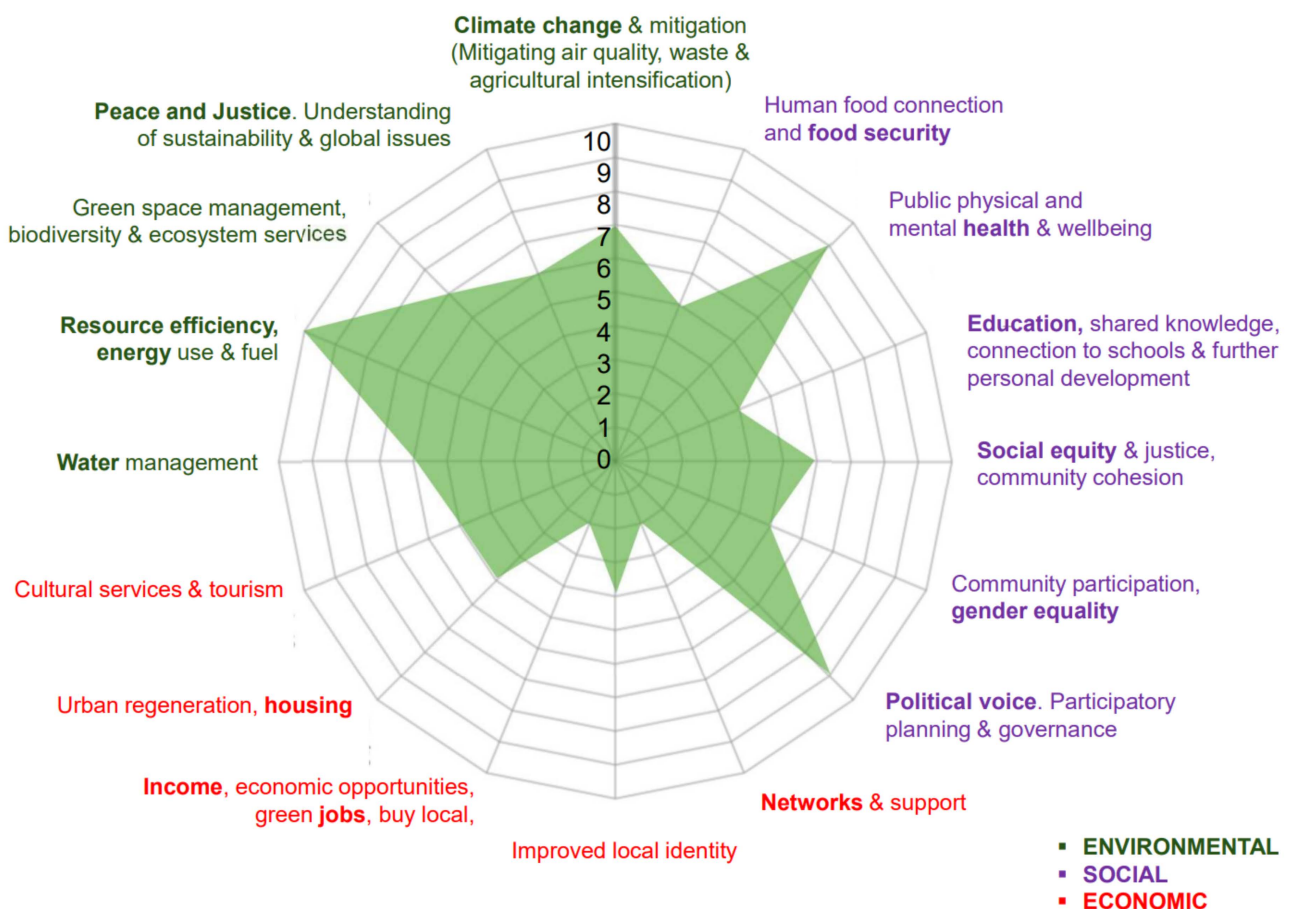 Climate change & mitigation
(Mitigating air quality, waste &
agricultural intensification)
Human food connection
and food security
Public physical and
mental health & wellbeing
Education, shared knowledge,
connection to schools & further
personal development
Social equity & justice,
community cohesion
Community participation,
gender equality
Political voice. Participatory
planning & governance
Networks & support
Improved local identity
Income, economic opportunities,
green jobs, buy local,
Urban regeneration, housing
Cultural services & tourism
Water management
Resource efficiency,
energy use & fuel
Green space management,
biodiversity & ecosystem services
Peace and Justice. Understanding
of sustainability & global issues
10
9
8
7
6
5
4
3
2
1
0
▪ ENVIRONMENTAL
▪ SOCIAL
▪ ECONOMIC